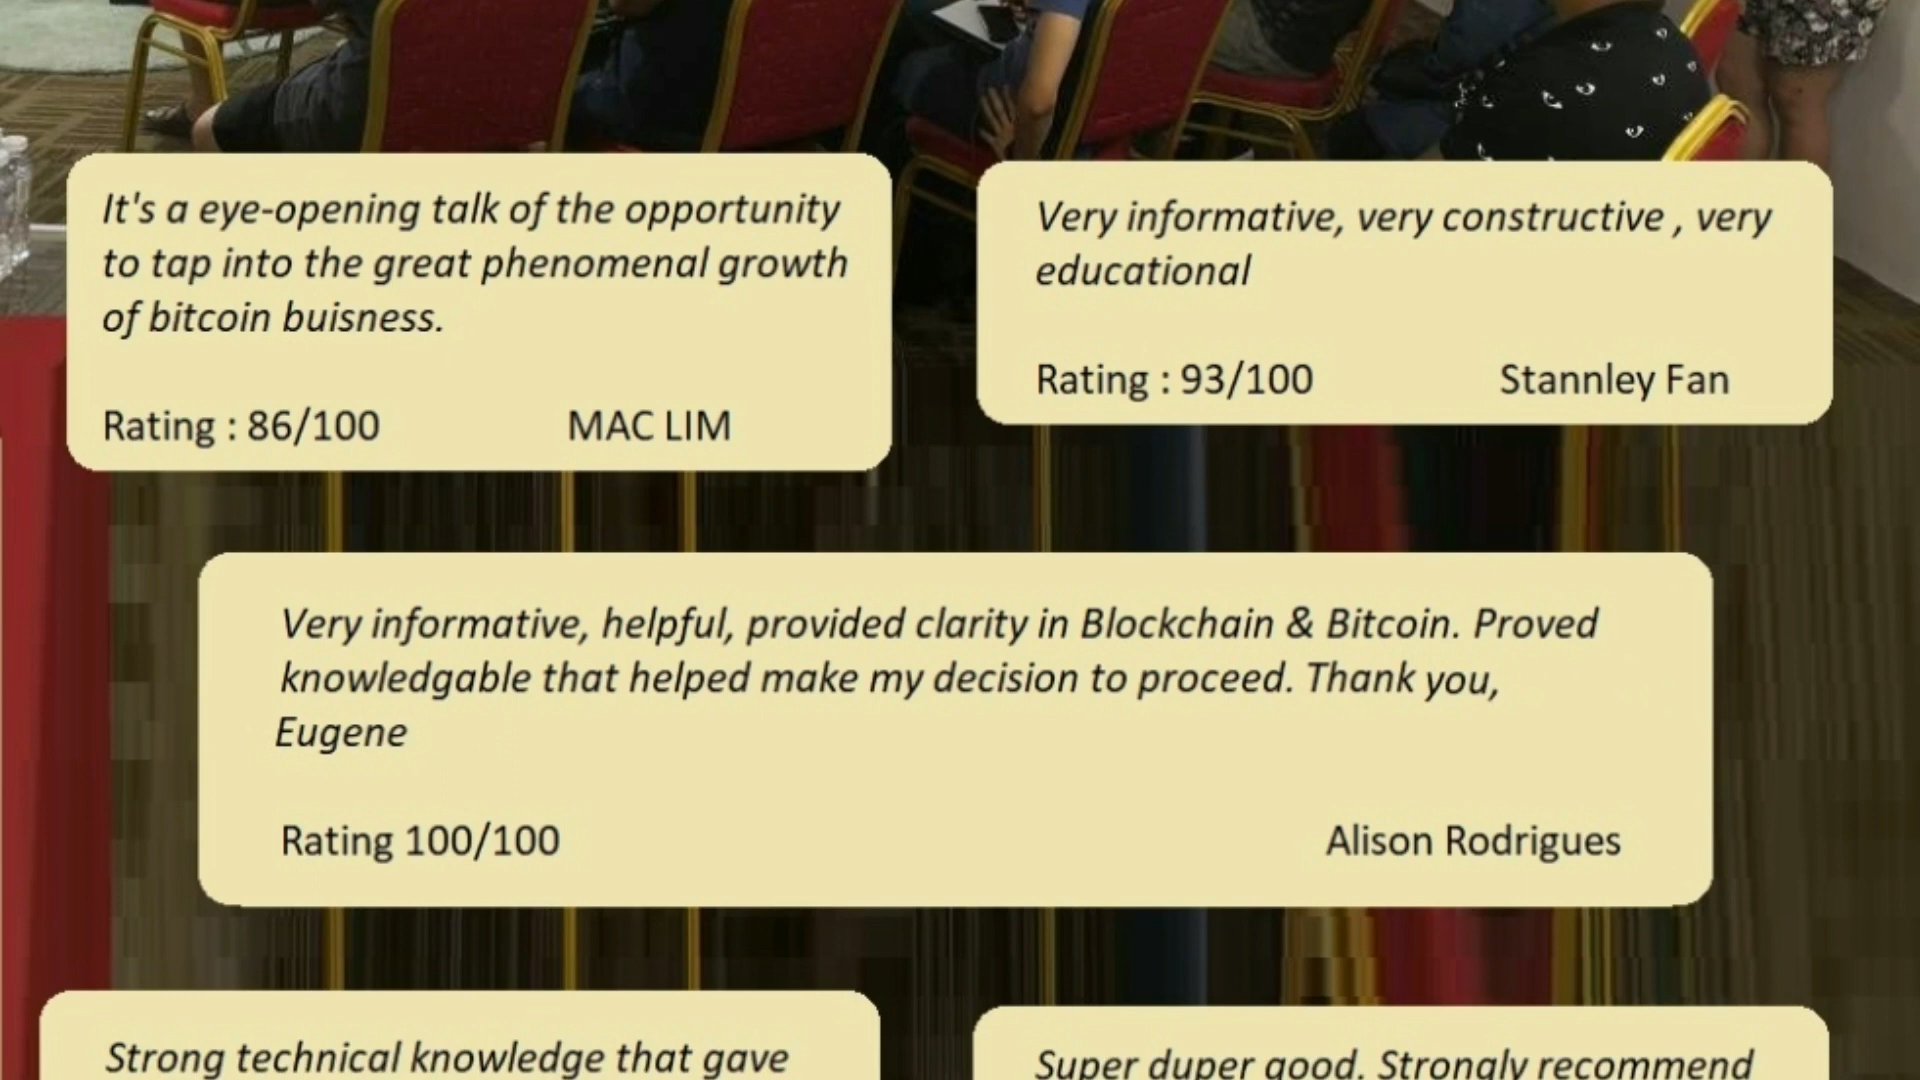 It's a eye-opening talk of the opportunity
to tap into the great phenomenal growth
of bitcoin buisness.
Rating : 86/100 MAC LIM
Very informative, very constructive , very
educational
Rating : 93/100 Stannley Fan
Very informative, helpful, provided clarity in Blockchain & Bitcoin. Proved
knowledgable that helped make my decision to proceed. Thank you,
Eugene
Rating 100/100 Alison Rodrigues
Strong technical knowledge that gave
Super duper good. Strongly recommend